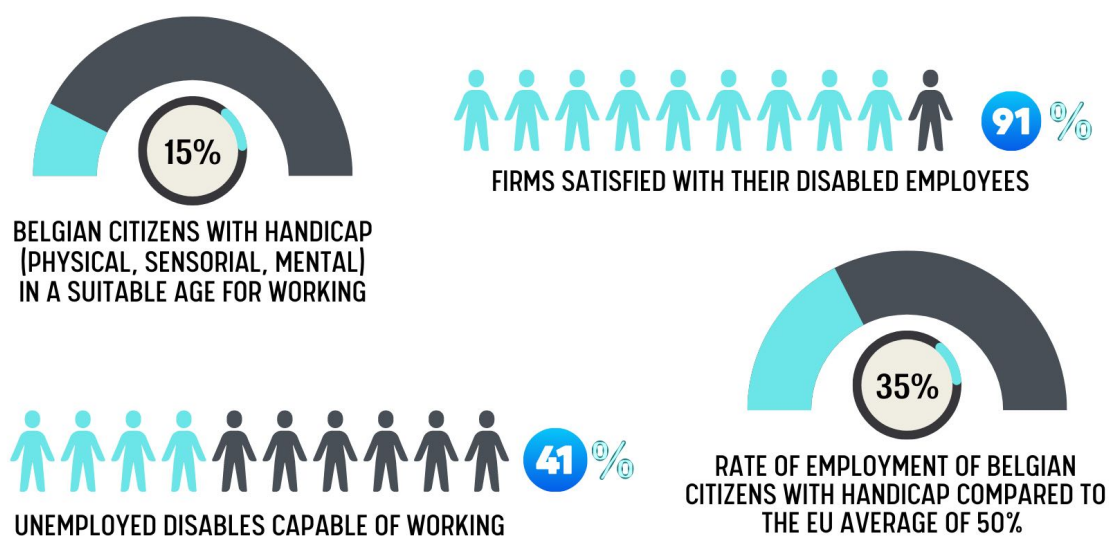 15%
BELGIAN CITIZENS WITH HANDICAP
(PHYSICAL, SENSORIAL, MENTAL)
IN A SUITABLE AGE FOR WORKING
91 %
FIRMS SATISFIED WITH THEIR DISABLED EMPLOYEES
41 %
UNEMPLOYED DISABLES CAPABLE OF WORKING
35%
RATE OF EMPLOYMENT OF BELGIAN
CITIZENS WITH HANDICAP COMPARED TO
THE EU AVERAGE OF 50%